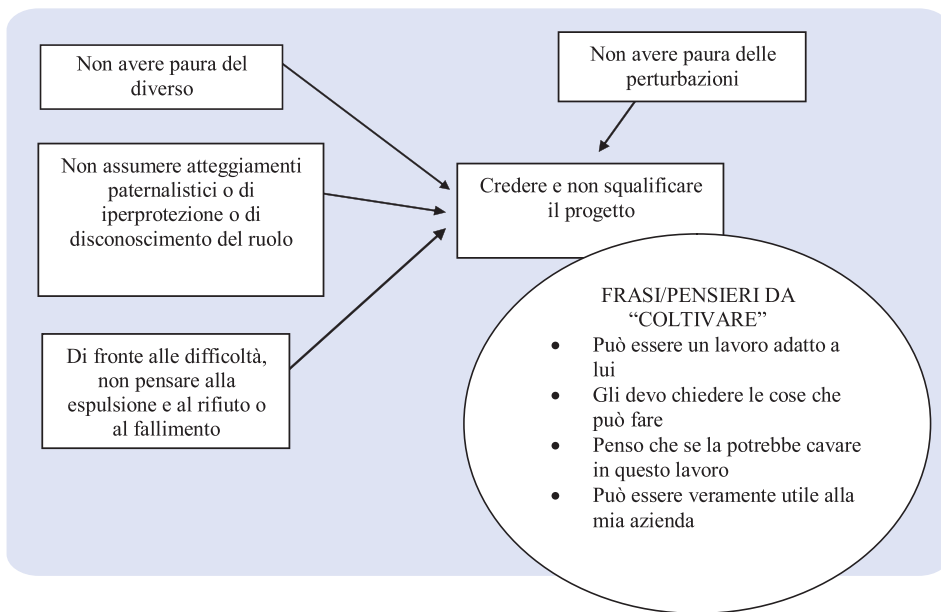 Non avere paura del
diverso
Non avere paura delle
perturbazioni
Non assumere atteggiamenti
paternalistici o di
iperprotezione o di
disconoscimento del ruolo
Credere e non squalificare
il progetto
Di fronte alle difficoltà,
non pensare alla
espulsione e al rifiuto o
al fallimento
FRASI/PENSIERI DA
“COLTIVARE”
• Può essere un lavoro adatto a
lui
• Gli devo chiedere le cose che
può fare
• Penso che se la potrebbe cavare
in questo lavoro
• Può essere veramente utile alla
mia azienda